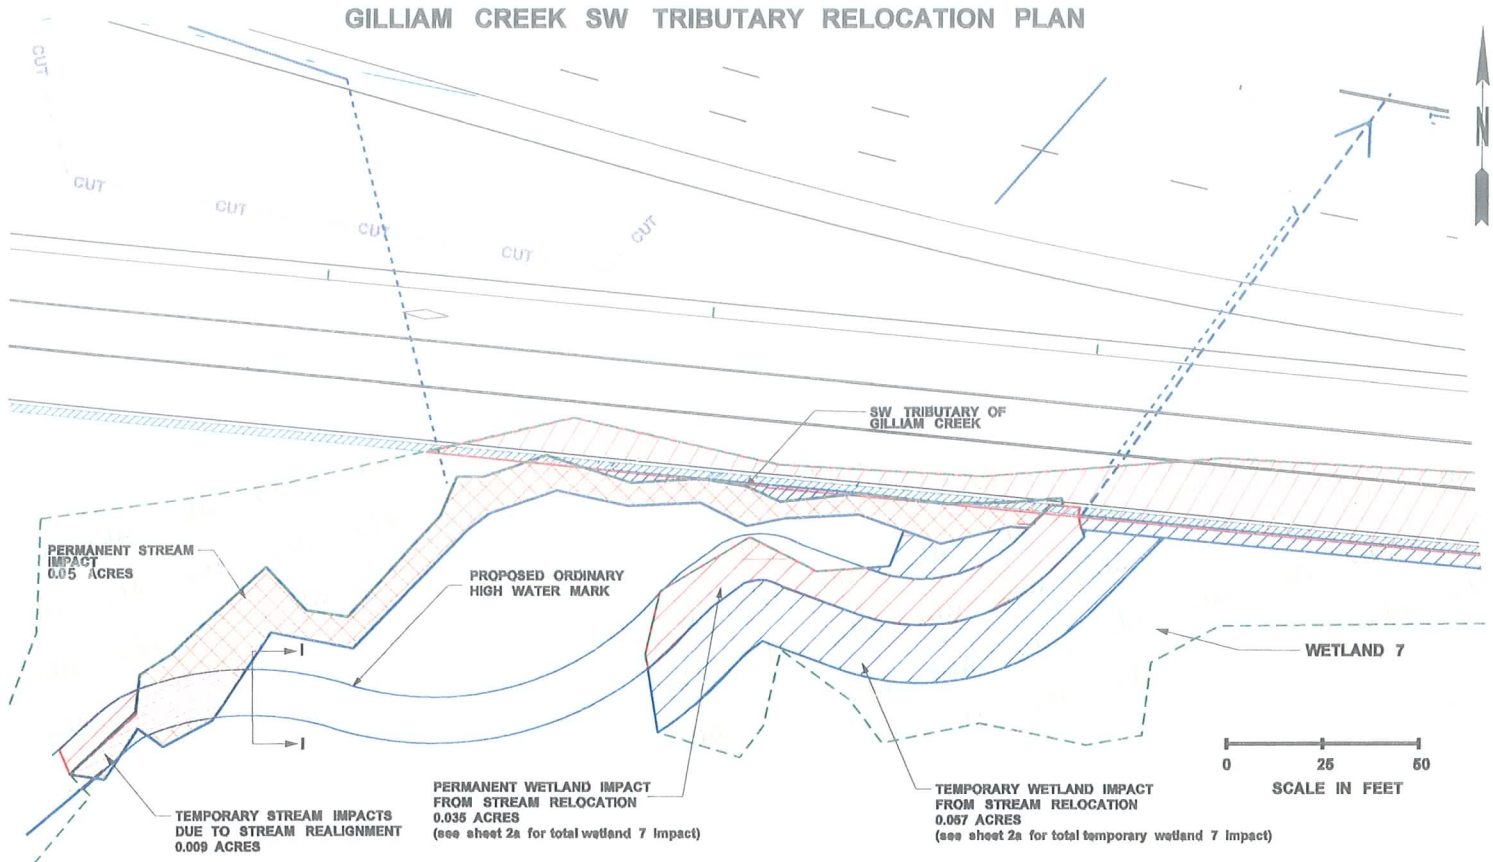 GILLIAM CREEK SW TRIBUTARY RELOCATION PLAN
CUT
CUT
CUT
CUT
CUT
CUT
N
SW TRIBUTARY OF
GILLIAM CREEK
PERMANENT STREAM
IMPACT
0.05 ACRES
PROPOSED ORDINARY
HIGH WATER MARK
I
I
WETLAND 7
0 25 50
SCALE IN FEET
TEMPORARY STREAM IMPACTS
DUE TO STREAM REALIGNMENT
0.009 ACRES
PERMANENT WETLAND IMPACT
FROM STREAM RELOCATION
0.035 ACRES
(see sheet 2a for total wetland 7 impact)
TEMPORARY WETLAND IMPACT
FROM STREAM RELOCATION
0.057 ACRES
(see sheet 2a for total temporary wetland 7 impact)